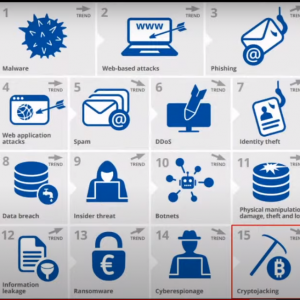 1
TREND
Malware
2
TREND
WWW
Web-based attacks
3
TREND
@
Phishing
4
TREND
Web application
attacks
5
TREND
@
Spam
6
TREND
DDoS
7
TREND
Identity theft
8
TREND
Data breach
9
TREND
Insider threat
10
TREND
Botnets
11
TREND
Physical manipulation,
damage, theft and lo
12
TREND
Information
leakage
13
TREND
Ransomware
14
TREND
Cyberespionage
15
TREND
Cryptojacking